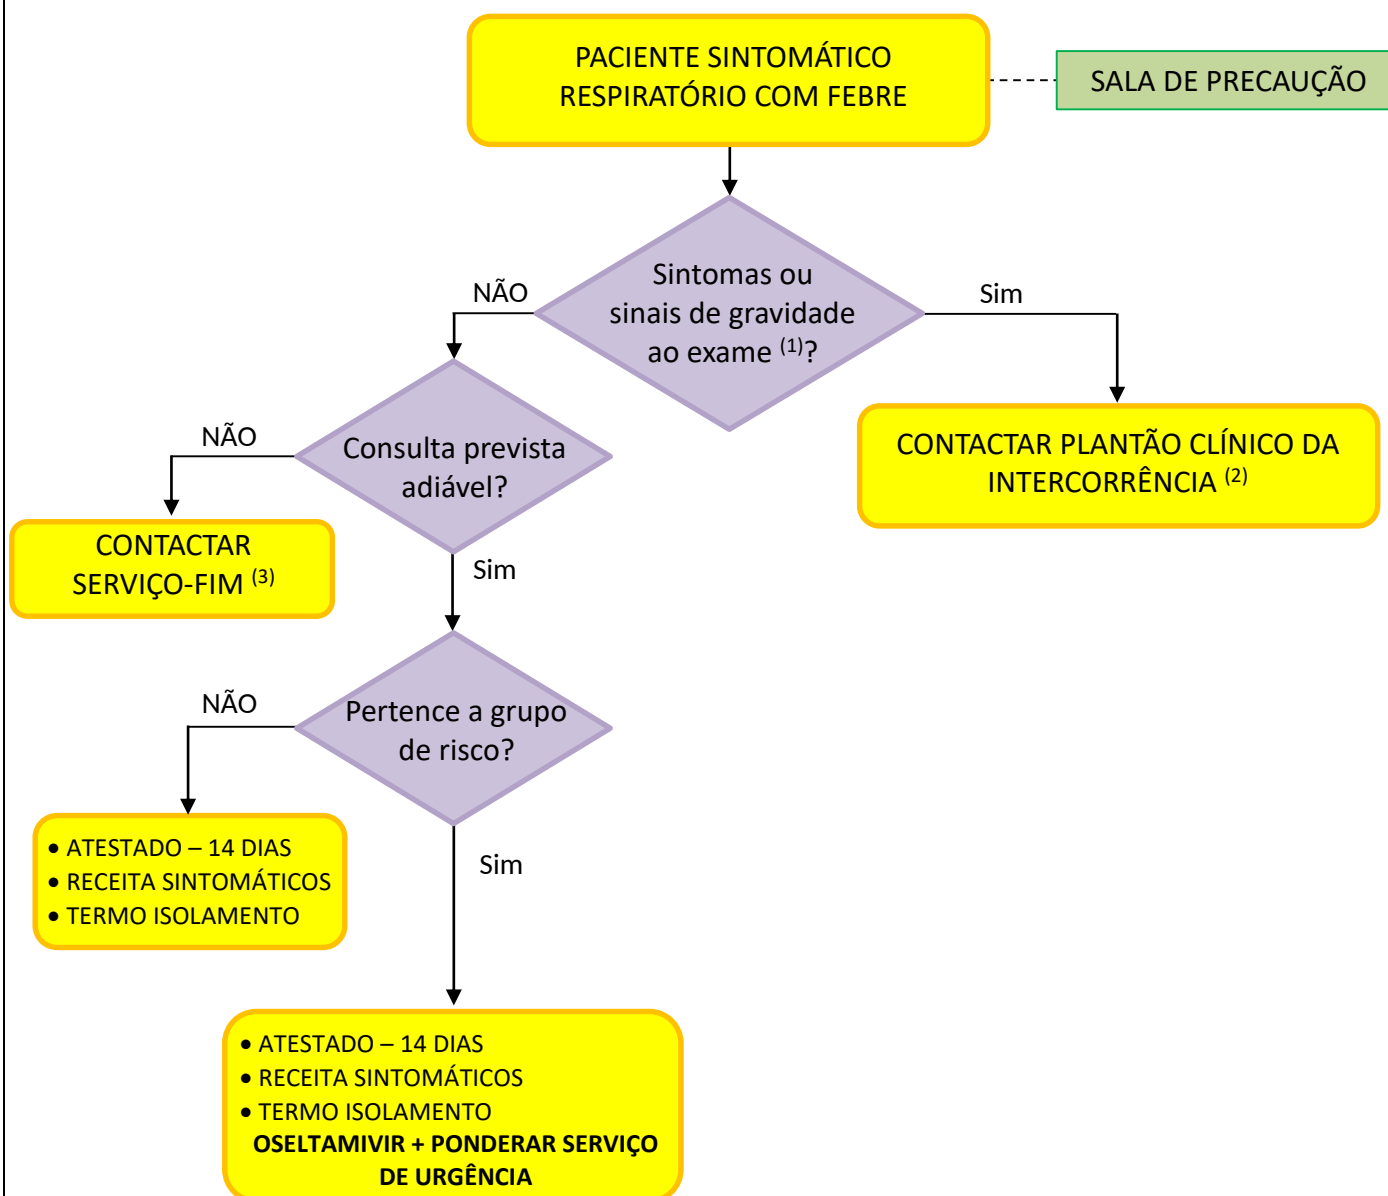 PACIENTE SINTOMÁTICO
RESPIRATÓRIO COM FEBRE
SALA DE PRECAUÇÃO
Sintomas ou
sinais de gravidade
ao exame (1)?
NÃO
Sim
Consulta prevista
adiável?
NÃO
CONTACTAR PLANTÃO CLÍNICO DA
INTERCORRÊNCIA (2)
CONTACTAR
SERVIÇO-FIM (3)
Sim
Pertence a grupo
de risco?
NÃO
• ATESTADO – 14 DIAS
• RECEITA SINTOMÁTICOS
• TERMO ISOLAMENTO
Sim
• ATESTADO – 14 DIAS
• RECEITA SINTOMÁTICOS
• TERMO ISOLAMENTO
OSELTAMIVIR + PONDERAR SERVIÇO
DE URGÊNCIA